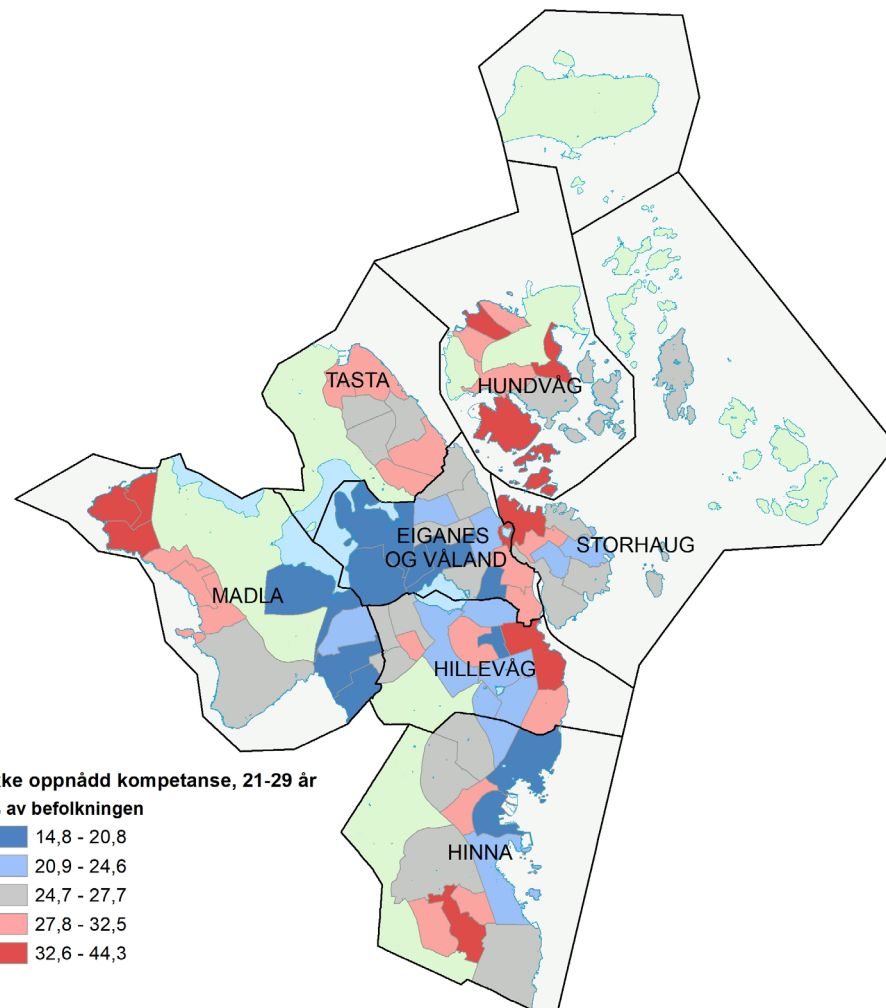 TASTA
HUNDVÅG
EIGANES
OG VÅLAND
STORHAUG
MADLA
HILLEVÅG
HINNA
kke oppnådd kompetanse, 21-29 år
av befolkningen
14,8 - 20,8
20,9 - 24,6
24,7 - 27,7
27,8 - 32,5
32,6 - 44,3